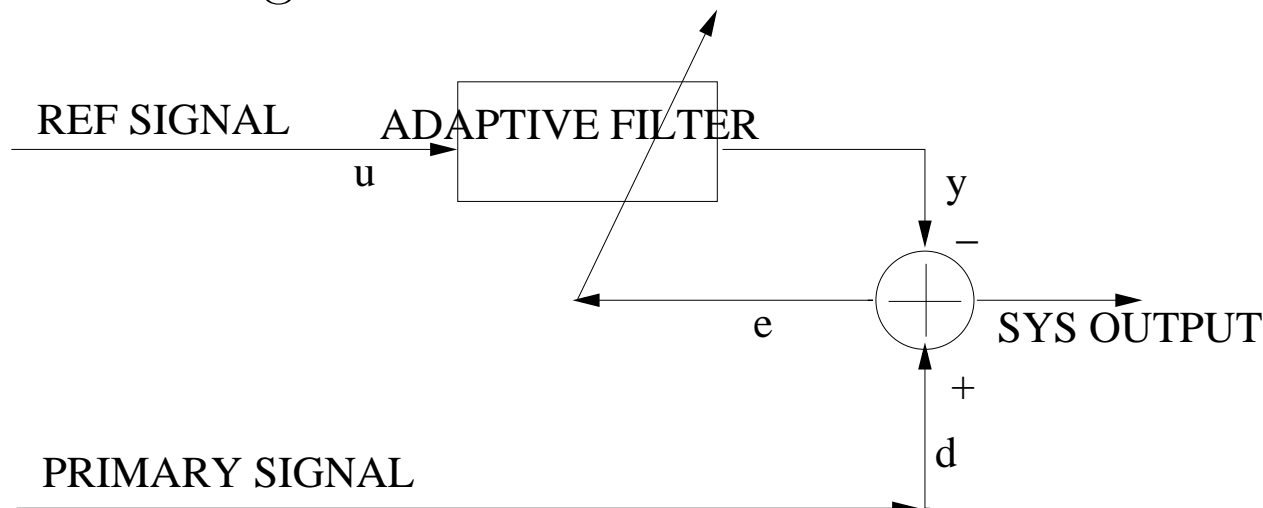 REF SIGNAL
ADAPTIVE FILTER
u
y
−
e
SYS OUTPUT
+
d
PRIMARY SIGNAL